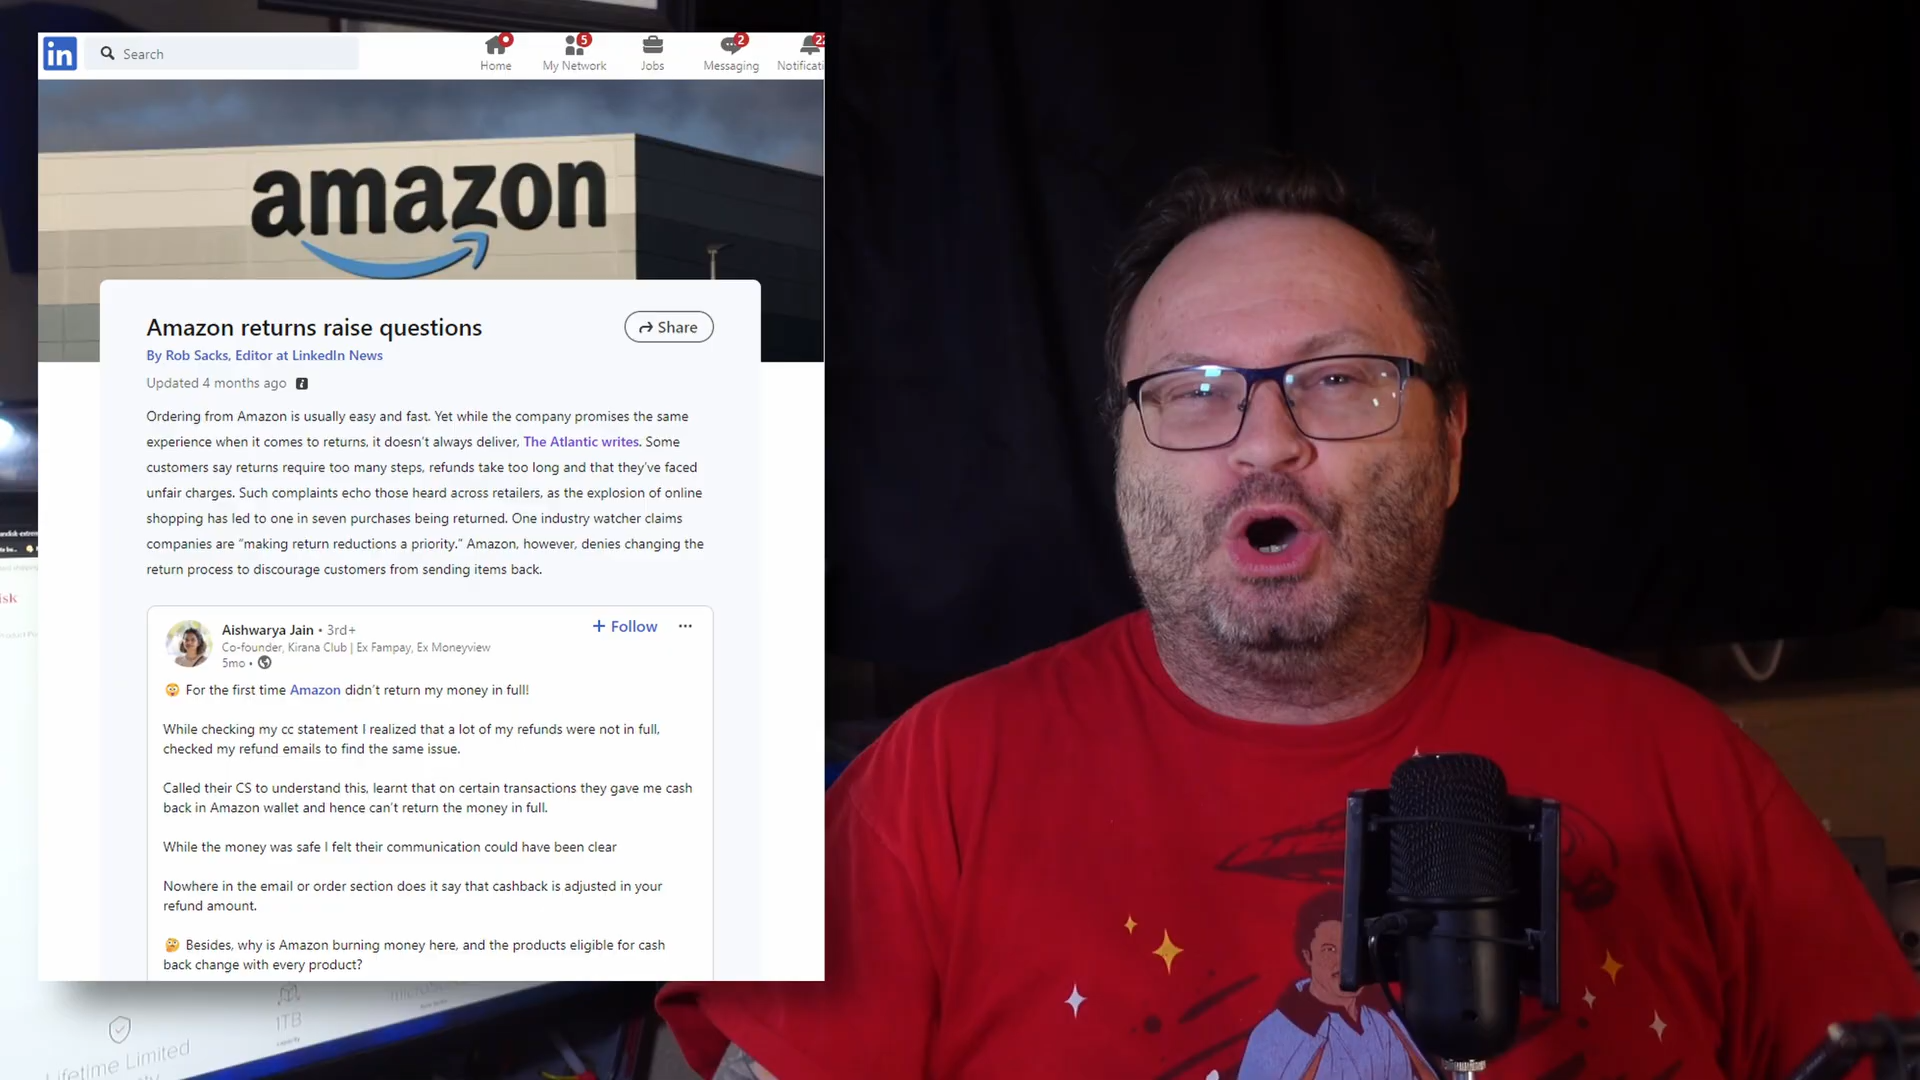 in
Search
5
2
22
Home
My Network
Jobs
Messaging
Notificati
amazon
Amazon returns raise questions
Share
By Rob Sacks, Editor at LinkedIn News
Updated 4 months ago
Ordering from Amazon is usually easy and fast. Yet while the company promises the same
experience when it comes to returns, it doesn't always deliver, The Atlantic writes. Some
customers say returns require too many steps, refunds take too long and that they've faced
unfair charges. Such complaints echo those heard across retailers, as the explosion of online
shopping has led to one in seven purchases being returned. One industry watcher claims
companies are “making return reductions a priority.” Amazon, however, denies changing the
return process to discourage customers from sending items back.
Aishwarya Jain • 3rd+
+ Follow
Co-founder, Kirana Club | Ex Fampay, Ex Moneyview
5mo •
For the first time Amazon didn't return my money in full!
While checking my cc statement I realized that a lot of my refunds were not in full,
checked my refund emails to find the same issue.
Called their CS to understand this, learnt that on certain transactions they gave me cash
back in Amazon wallet and hence can't return the money in full.
While the money was safe I felt their communication could have been clear
Nowhere in the email or order section does it say that cashback is adjusted in your
refund amount.
Besides, why is Amazon burning money here, and the products eligible for cash
back change with every product?
1TB
Lifetime Limited